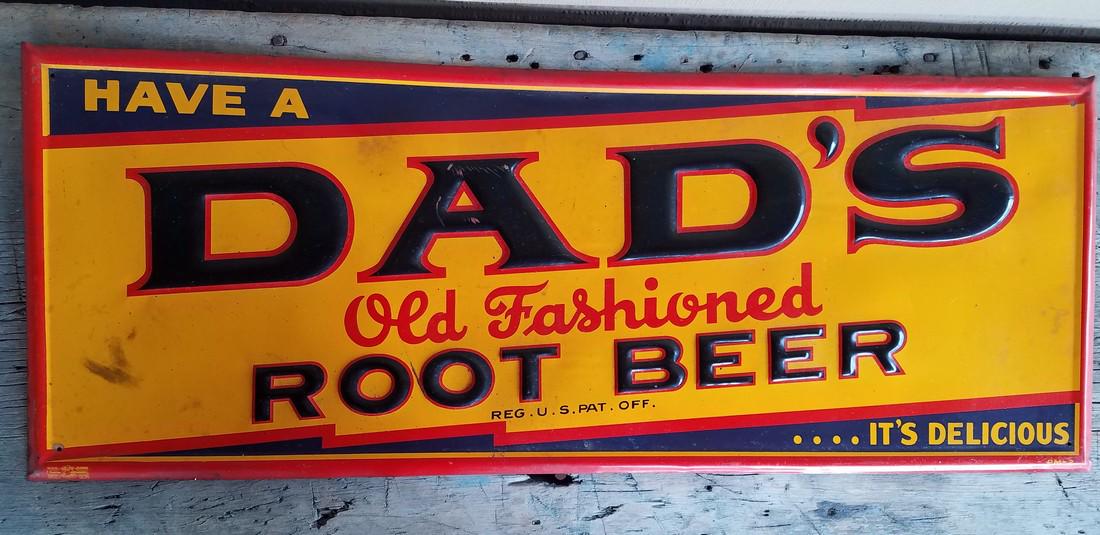 HAVE A
DAD'S
Old Fashioned
ROOT BEER
REG. U.S. PAT. OFF.
....IT'S DELICIOUS